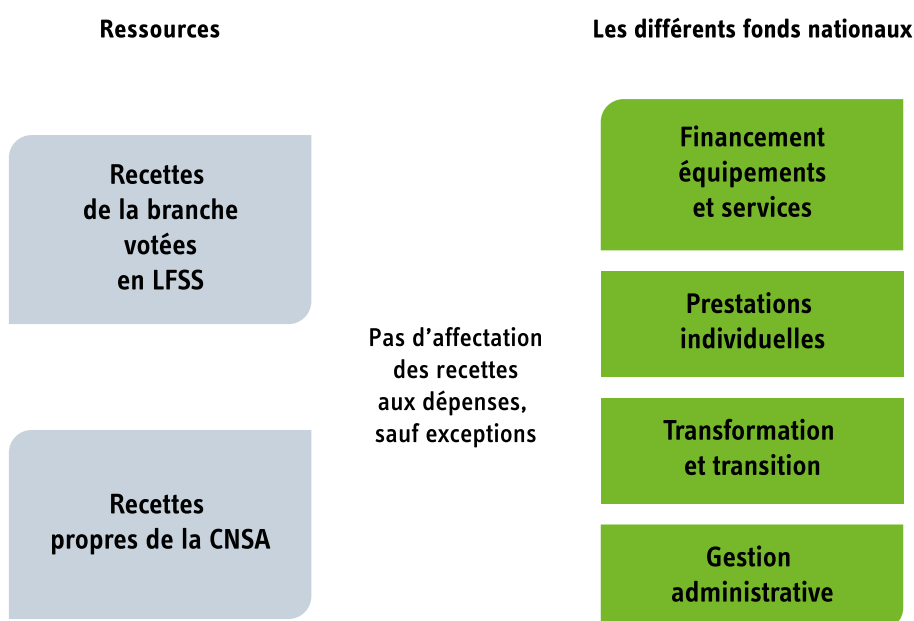 Ressources
Les différents fonds nationaux
Recettes
de la branche
votées
en LFSS
Recettes
propres de la CNSA
Pas d’affectation
des recettes
aux dépenses,
sauf exceptions
Financement
équipements
et services
Prestations
individuelles
Transformation
et transition
Gestion
administrative